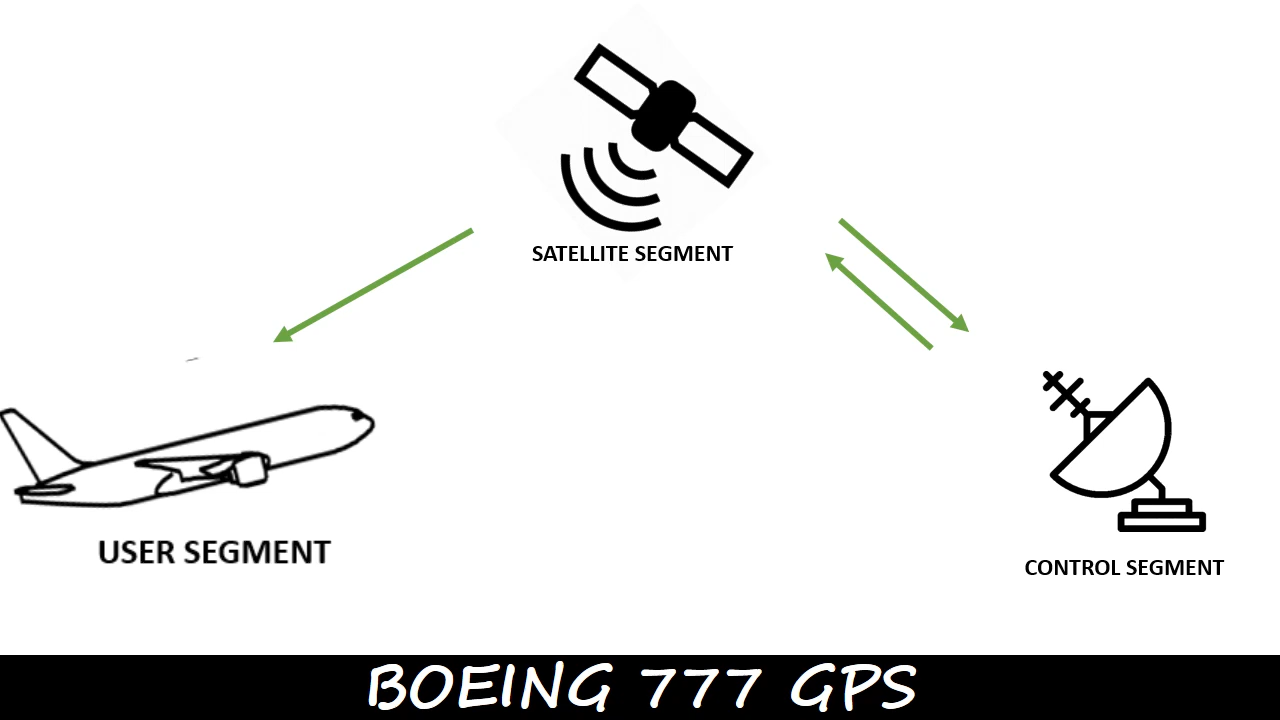 SATELLITE SEGMENT
USER SEGMENT
CONTROL SEGMENT
BOEING 777 GPS